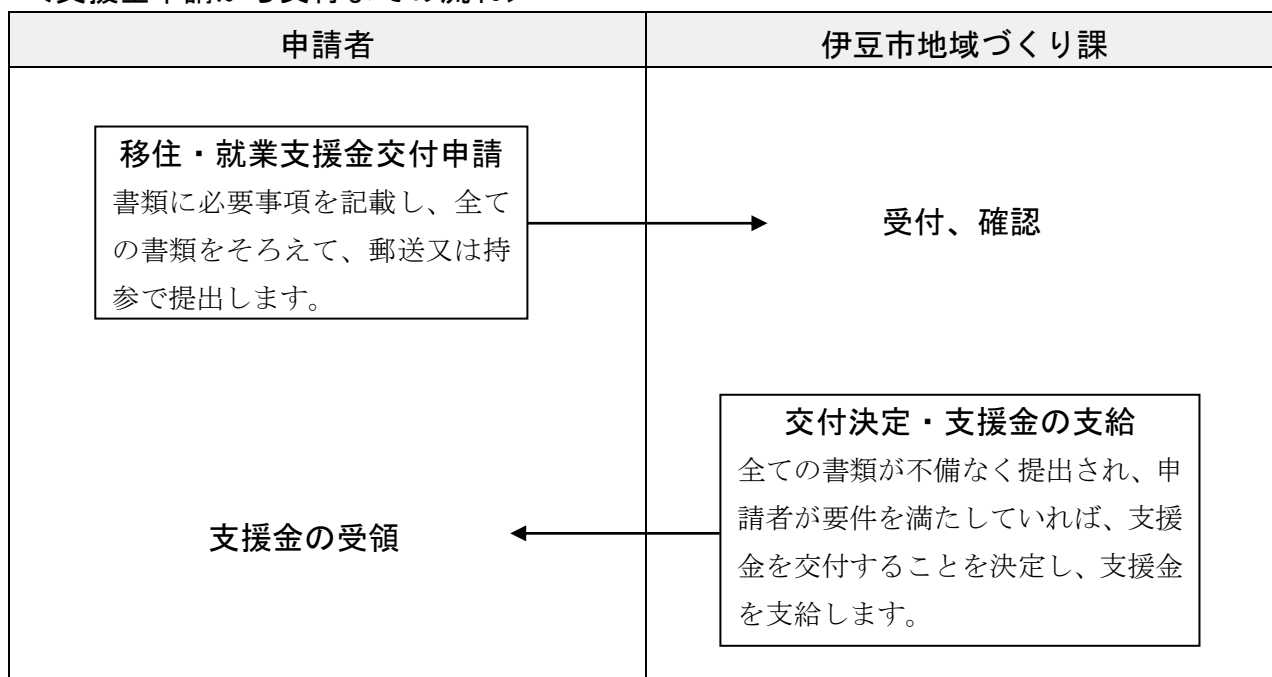 申請者
伊豆市地域づくり課
移住・就業支援金交付申請
書類に必要事項を記載し、全て
の書類をそろえて、郵送又は持
参で提出します。
受付、確認
交付決定・支援金の支給
全ての書類が不備なく提出され、申
請者が要件を満たしていれば、支援
金を交付することを決定し、支援金
を支給します。
支援金の受領